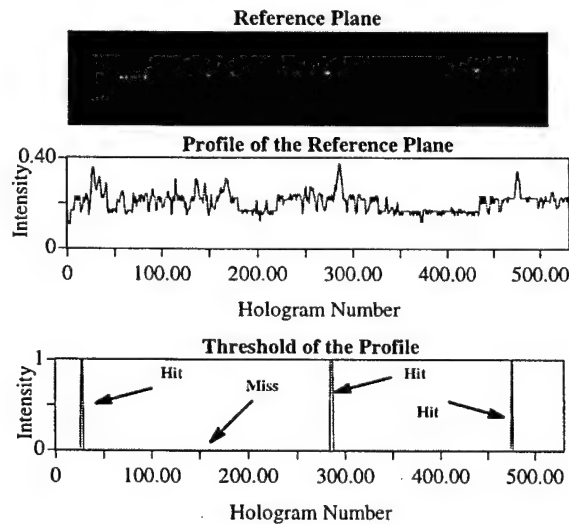 Reference Plane
Profile of the Reference Plane
0.40
Intensity
0
0 100.00 200.00 300.00 400.00 500.00
Hologram Number
Threshold of the Profile
1
Hit
Miss
Hit
Hit
Intensity
0
0 100.00 200.00 300.00 400.00 500.00
Hologram Number